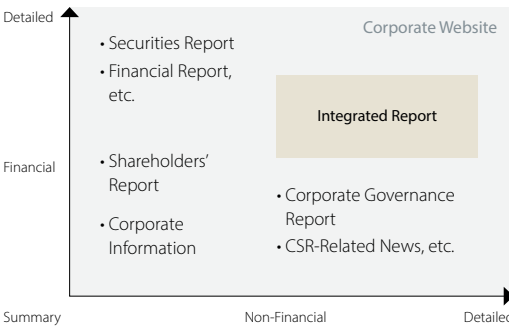 Detailed
Corporate Website
• Securities Report
• Financial Report,
etc.
Integrated Report
Financial
• Shareholders'
Report
• Corporate
Information
• Corporate Governance
Report
• CSR-Related News, etc.
Summary
Non-Financial
Detailed